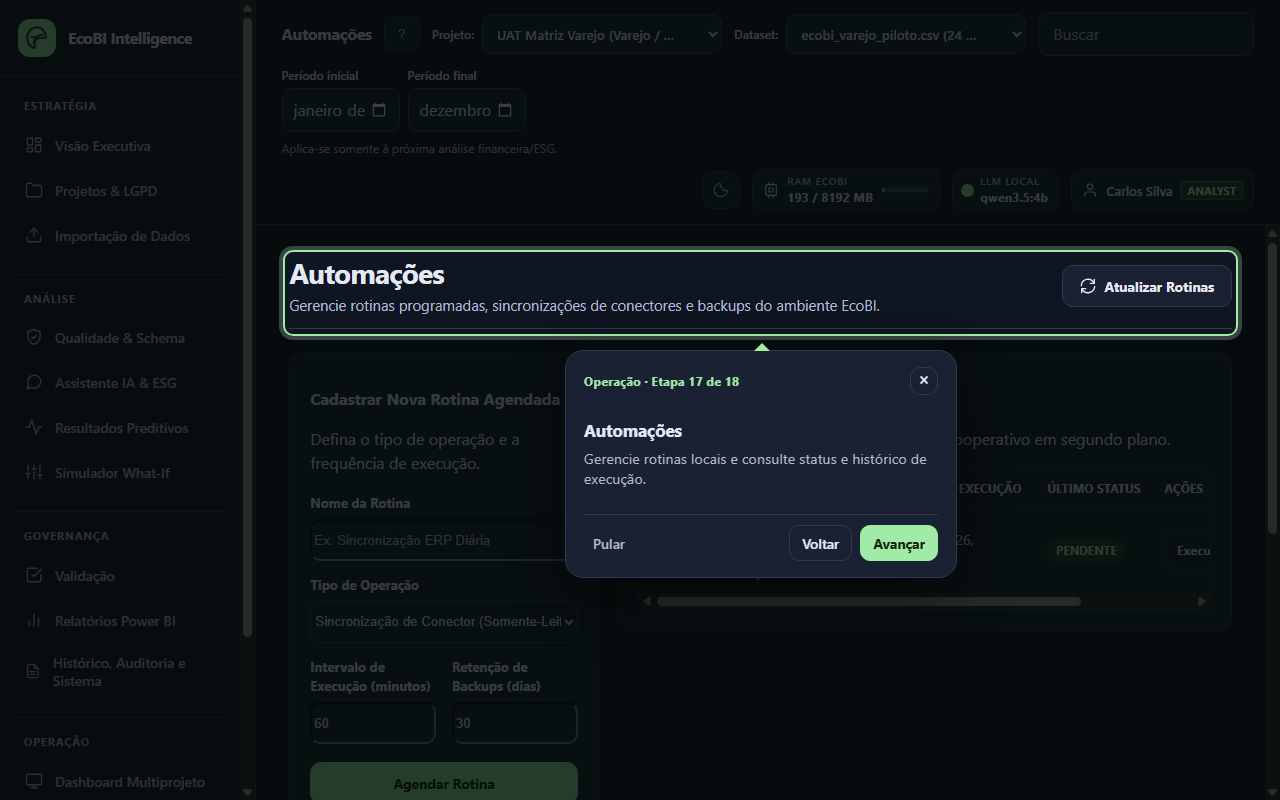 EcoBI Intelligence
ESTRATÉGIA
Visão Executiva
Projetos & LGPD
Importação de Dados
ANÁLISE
Qualidade & Schema
Assistente IA & ESG
Resultados Preditivos
Simulador What-If
GOVERNANÇA
Validação
Relatórios Power BI
Histórico, Auditoria e
Sistema
OPERAÇÃO
Dashboard Multiprojeto
Automações
?
Projeto:
UAT Matriz Varejo (Varejo / ...
Dataset:
ecobi_varejo_piloto.csv (24 ...
Buscar
Período inicial
Período final
janeiro de
dezembro
Aplica-se somente à próxima análise financeira/ESG.
RAM ECOBI
193 / 8192 MB
LLM LOCAL
qwen3.5:4b
Carlos Silva ANALYST
Automações
Gerencie rotinas programadas, sincronizações de conectores e backups do ambiente EcoBI.
Atualizar Rotinas
Operação · Etapa 17 de 18
×
Automações
Gerencie rotinas locais e consulte status e histórico de
execução.
Pular
Voltar
Avançar
Cadastrar Nova Rotina Agendada
Defina o tipo de operação e a
frequência de execução.
Nome da Rotina
Ex: Sincronização ERP Diária
Tipo de Operação
Sincronização de Conector (Somente-Leit
Intervalo de
Execução (minutos)
Retenção de
Backups (dias)
60
30
Agendar Rotina
ooperativo em segundo plano.
EXECUÇÃO
ÚLTIMO STATUS
AÇÕES
26,
PENDENTE
Execu